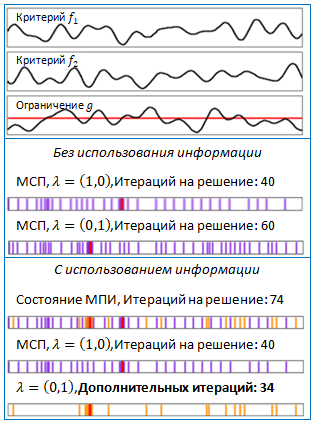 Критерий f₁
Критерий f₂
Ограничение g
Без использования информации
МСП, λ = (1,0),Итераций на решение: 40
МСП, λ = (0,1),Итераций на решение: 60
С использованием информации
Состояние МПИ, Итераций на решение: 74
МСП, λ = (1,0),Итераций на решение: 40
λ = (0,1),Дополнительных итераций: 34